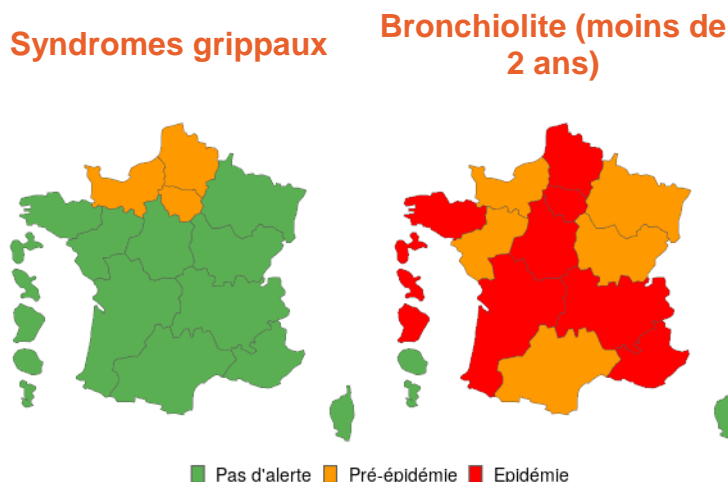 Syndromes grippaux
Bronchiolite (moins de
2 ans)
Pas d'alerte Pré-épidémie Epidémie